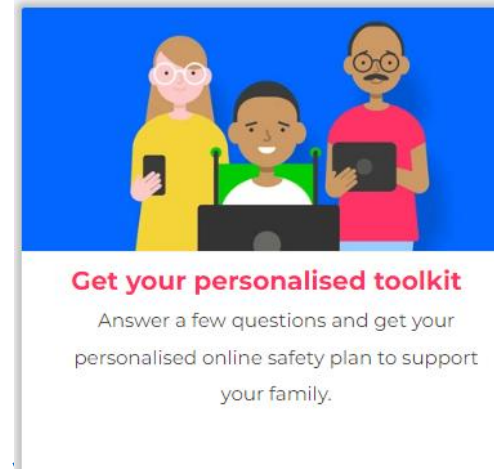 Get your personalised toolkit
Answer a few questions and get your
personalised online safety plan to support
your family.